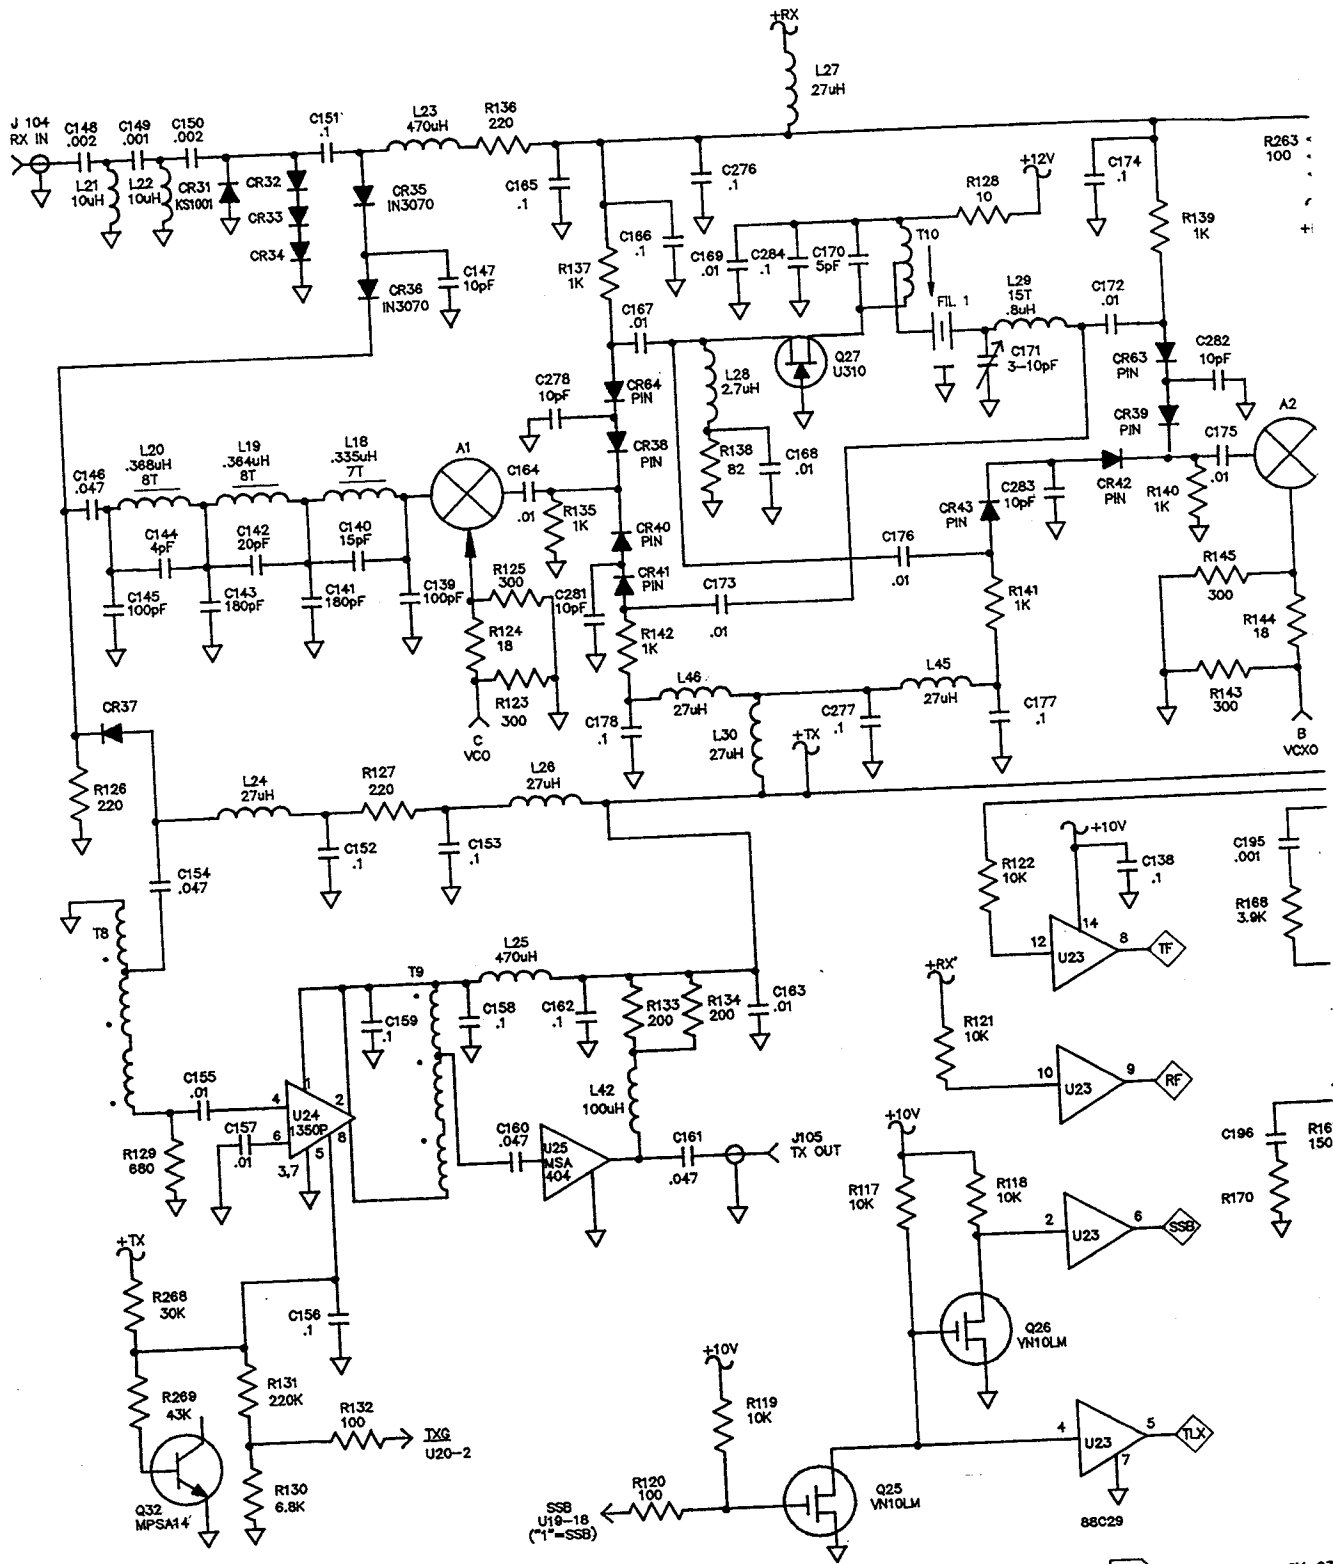 +RX
L27
27uH
J 104
RX IN
C148
.002
C149
.001
C150
.002
C151
.1
L23
470uH
R136
220
L21
10uH
L22
10uH
CR31
KS1001
CR32
CR33
CR34
CR35
IN3070
CR36
IN3070
C147
10pF
C165
.1
C276
.1
C166
.1
R137
1K
C167
.01
C169
.01
C284
.1
C170
5pF
T10
R128
10
+12V
C174
.1
R139
1K
R263
100
FIL 1
L29
15T
.8uH
C172
.01
C171
3-10pF
CR63
PIN
C282
10pF
CR39
PIN
A2
C175
.01
Q27
U310
L28
2.7uH
R138
82
C168
.01
C278
10pF
CR64
PIN
CR38
PIN
A1
C164
.01
R135
1K
CR40
PIN
CR41
PIN
C281
10pF
R142
1K
C173
.01
C176
.01
CR43
PIN
C283
10pF
CR42
PIN
R140
1K
R141
1K
R145
300
R144
18
R143
300
B
VCXO
C146
.047
L20
.368uH
8T
L19
.364uH
8T
L18
.335uH
7T
C144
4pF
C142
20pF
C140
15pF
C145
100pF
C143
180pF
C141
180pF
C139
100pF
R125
300
R124
18
R123
300
C
VCO
L46
27uH
L45
27uH
C178
.1
L30
27uH
C277
.1
C177
.1
+TX
CR37
R126
220
L24
27uH
R127
220
L26
27uH
C152
.1
C153
.1
C154
.047
T8
R122
10K
+10V
C138
.1
C195
.001
R168
3.9K
12
14
U23
8
TF
L25
470uH
T9
C159
.1
C158
.1
C162
.1
R133
200
R134
200
C163
.01
+RX
R121
10K
10
U23
9
RF
C155
.01
C157
.01
R129
680
4
6
1
U24
1350P
2
8
5
3,7
L42
100uH
C160
.047
U25
MSA
404
C161
.047
J105
TX OUT
+10V
R117
10K
R118
10K
2
U23
6
SSB
C196
R170
R16
150
+TX
R268
30K
C156
.1
Q26
VN10LM
R269
43K
R131
220K
R132
100
TXG
U20-2
+10V
R119
10K
4
U23
5
TLX
7
Q32
MPSA14
R130
6.8K
SSB
U19-18
("1"=SSB)
R120
100
Q25
VN10LM
88C29